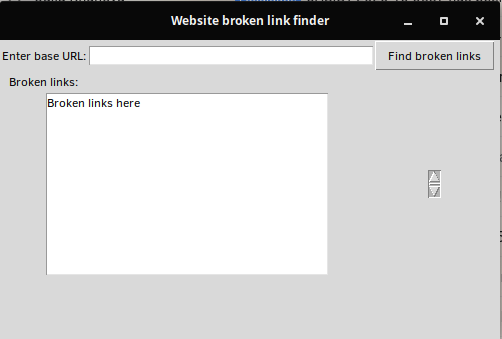 Website broken link finder
Enter base URL: Find broken links
Broken links:
Broken links here